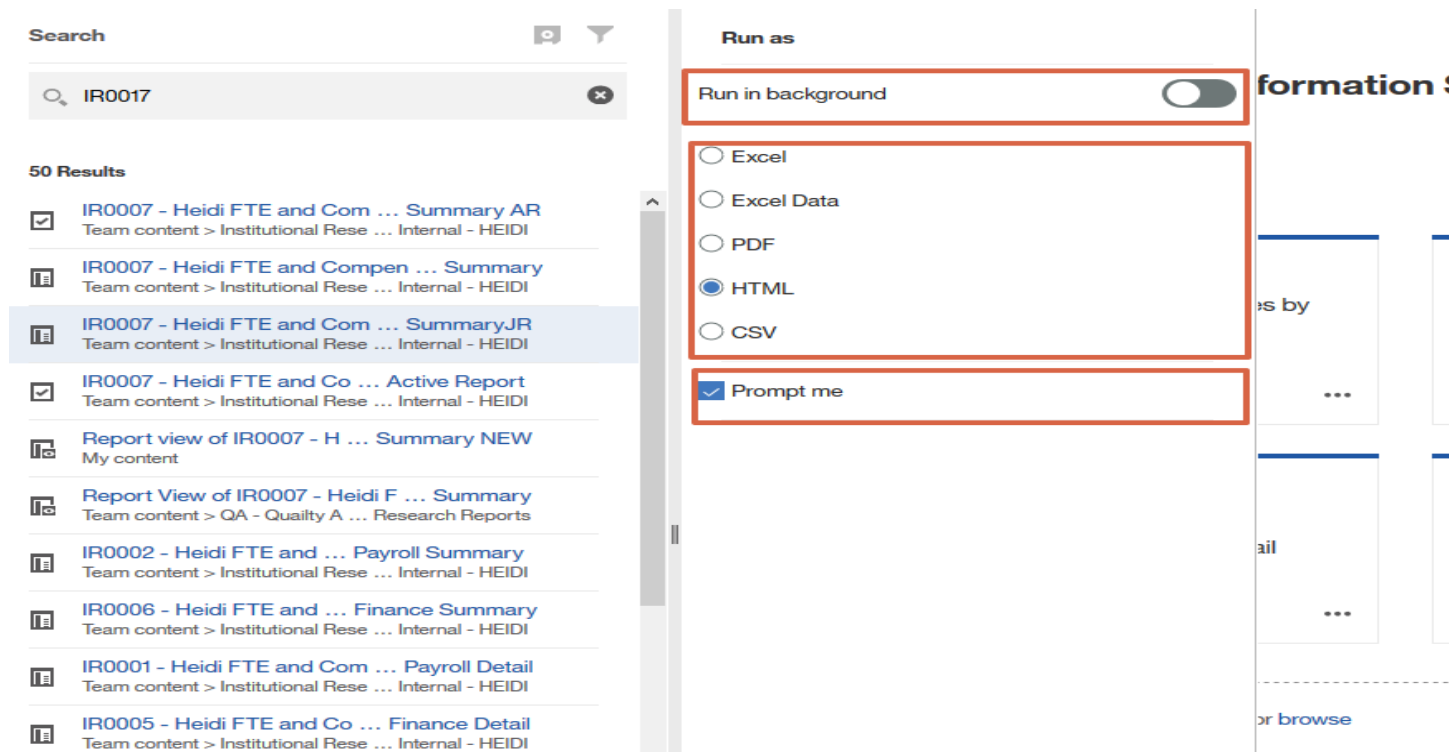 Search
IR0017
50 Results
IR0007 - Heidi FTE and Com ... Summary AR
Team content > Institutional Rese ... Internal - HEIDI
IR0007 - Heidi FTE and Compen ... Summary
Team content > Institutional Rese ... Internal - HEIDI
IR0007 - Heidi FTE and Com ... SummaryJR
Team content > Institutional Rese ... Internal - HEIDI
IR0007 - Heidi FTE and Co ... Active Report
Team content > Institutional Rese ... Internal - HEIDI
Report view of IR0007 - H ... Summary NEW
My content
Report View of IR0007 - Heidi F ... Summary
Team content > QA - Quailty A ... Research Reports
IR0002 - Heidi FTE and ... Payroll Summary
Team content > Institutional Rese ... Internal - HEIDI
IR0006 - Heidi FTE and ... Finance Summary
Team content > Institutional Rese ... Internal - HEIDI
IR0001 - Heidi FTE and Com ... Payroll Detail
Team content > Institutional Rese ... Internal - HEIDI
IR0005 - Heidi FTE and Co ... Finance Detail
Team content > Institutional Rese ... Internal - HEIDI
Run as
Run in background
Excel
Excel Data
PDF
HTML
CSV
Prompt me
formation S
es by
ail
or browse